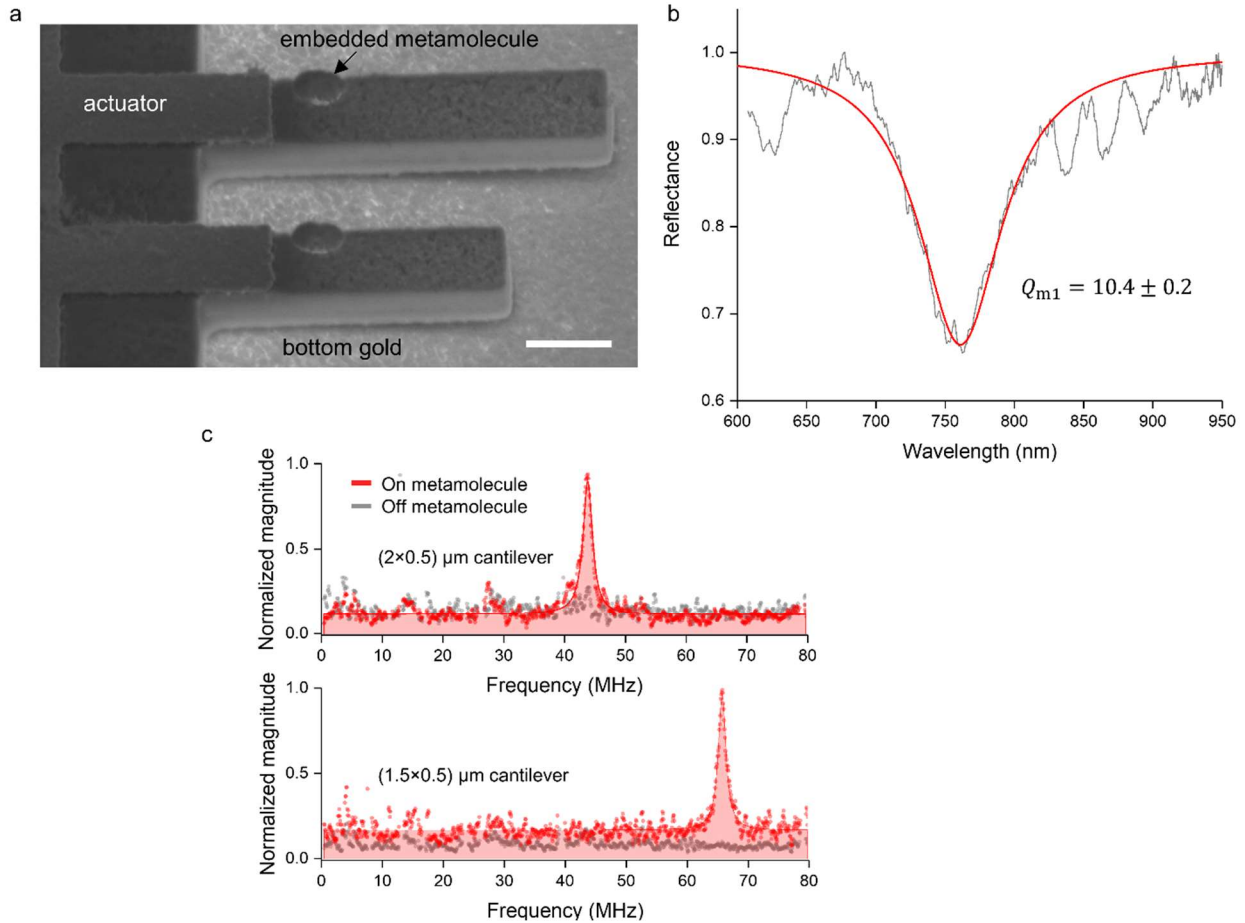 a
embedded metamolecule
actuator
bottom gold
b
Reflectance
1.0
0.9
0.8
0.7
0.6
Qm1 = 10.4 ± 0.2
600 650 700 750 800 850 900 950
Wavelength (nm)
c
Normalized magnitude
1.0
0.5
0.0
On metamolecule
Off metamolecule
(2×0.5) µm cantilever
0 10 20 30 40 50 60 70 80
Frequency (MHz)
Normalized magnitude
1.0
0.5
0.0
(1.5×0.5) µm cantilever
0 10 20 30 40 50 60 70 80
Frequency (MHz)